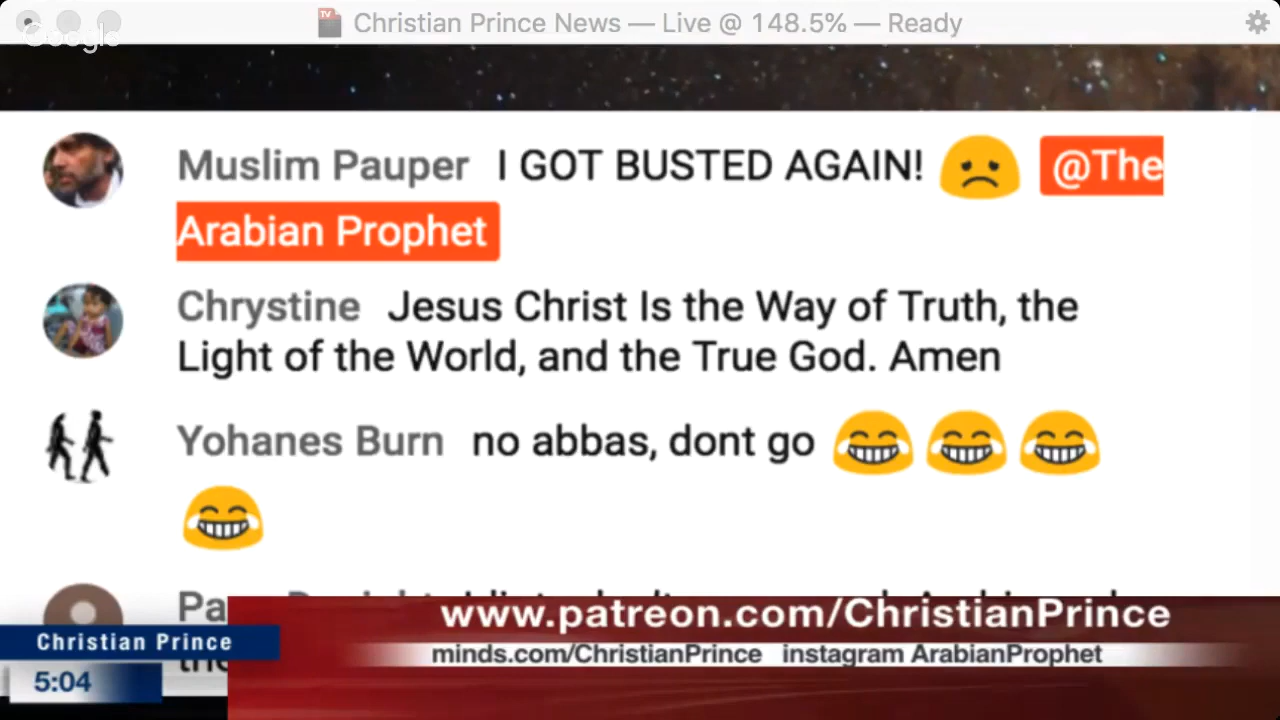 Christian Prince News — Live @ 148.5% — Ready
Google
Muslim Pauper I GOT BUSTED AGAIN! @The
Arabian Prophet
Chrystine Jesus Christ Is the Way of Truth, the
Light of the World, and the True God. Amen
Yohanes Burn no abbas, dont go
Pa
www.patreon.com/ChristianPrince
Christian Prince
minds.com/ChristianPrince instagram ArabianProphet
5:04